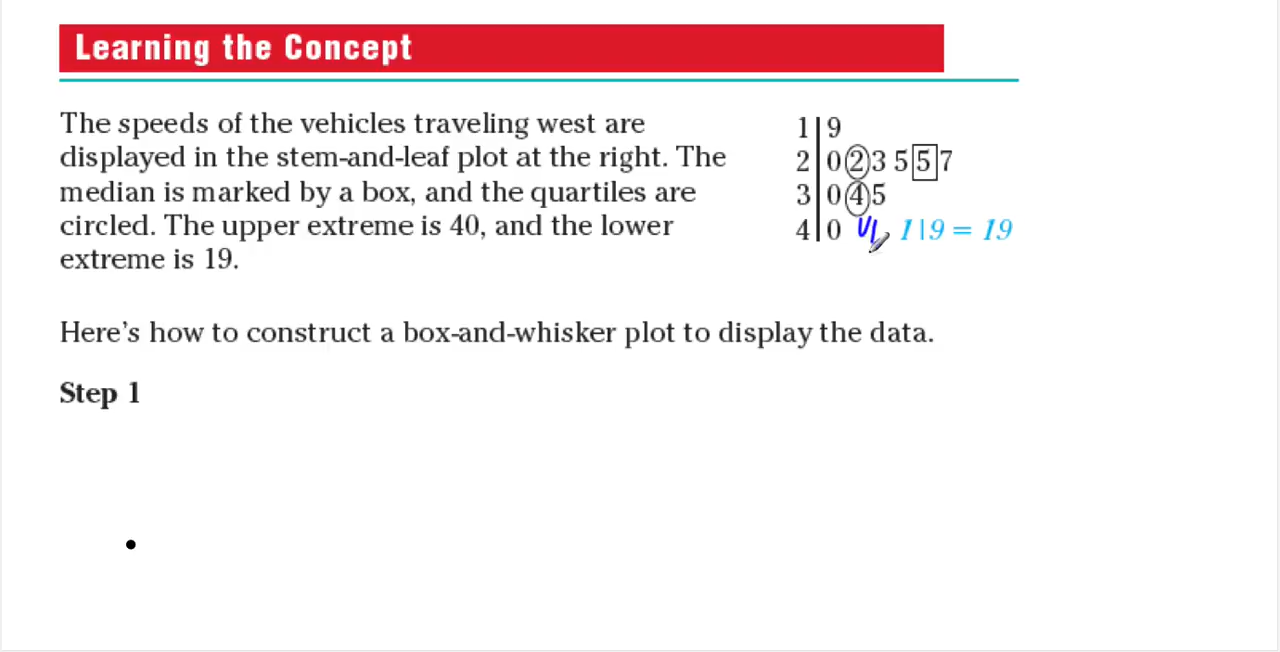 Learning the Concept
The speeds of the vehicles traveling west are
displayed in the stem-and-leaf plot at the right. The
median is marked by a box, and the quartiles are
circled. The upper extreme is 40, and the lower
extreme is 19.
1|9
2|0 2 3 5 5 7
3|0 4 5
4|0 1|9 = 19
Here's how to construct a box-and-whisker plot to display the data.
Step 1
•